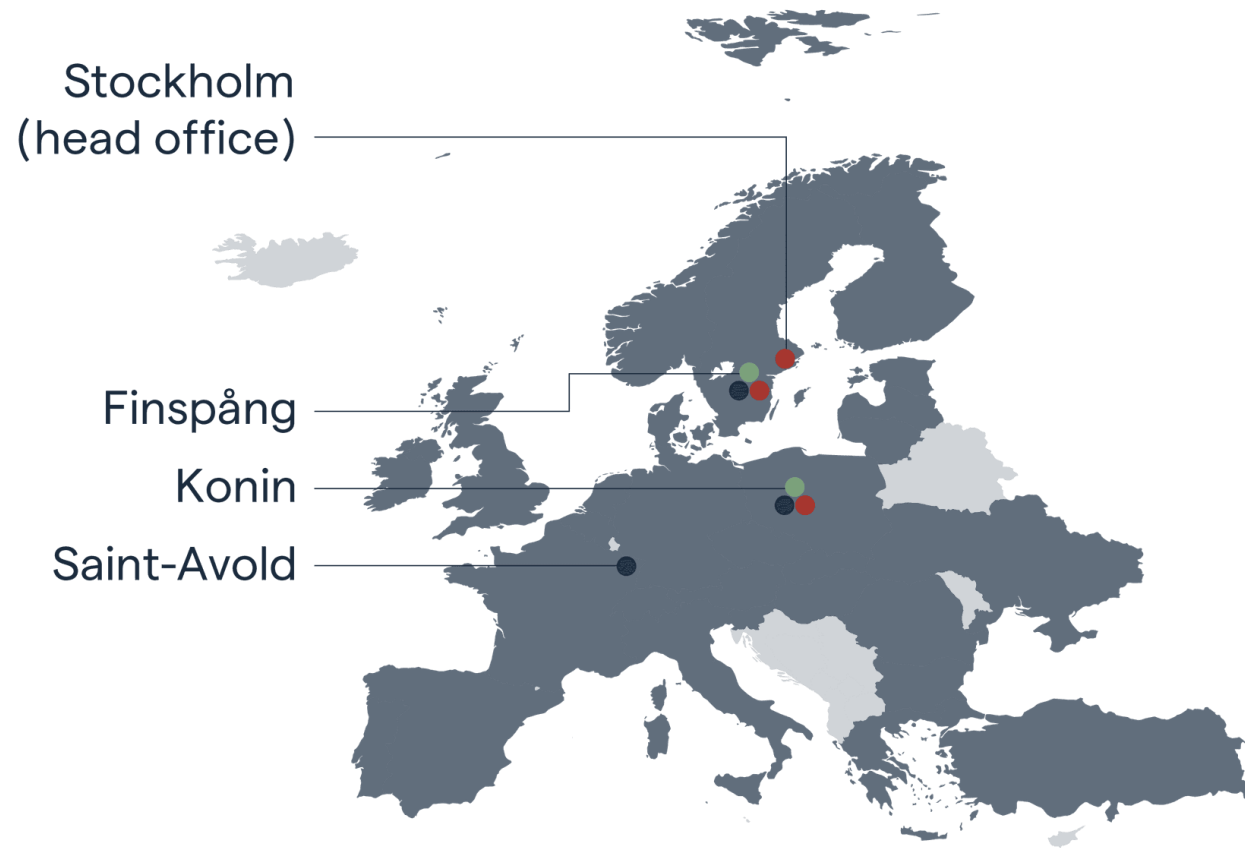 Stockholm
(head office)
Finspång
Konin
Saint-Avold